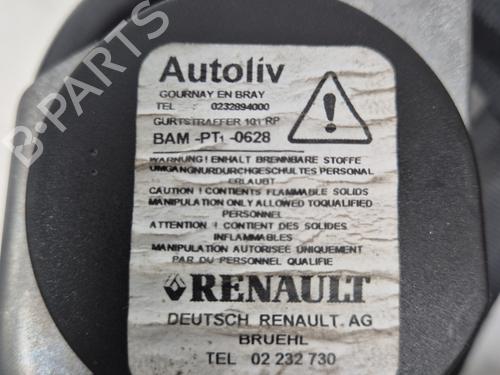 Autoliv
GOURNAY EN BRAY
TEL : 0232894000
GURTSTRAFFER 101 RP
BAM -PT1 -0628
WARNUNG! ENHALT BRENNBARE STOFFE
UMGANGNURDURCHGESCHULTES PERSONAL
ERLAUBT
CAUTION ! CONTIENTS FLAMMABLE SOLIDS
MANIPULATION ONLY ALLOWED TOQUALIFIED
PERSONNEL
ATTENTION ! CONTIENT DES SOLIDES
INFLAMMABLES
MANIPULATION AUTORISEE UNIQUEMENT
PAR DU PERSONNEL QUALIFIE
RENAULT
DEUTSCH RENAULT. AG
BRUEHL
TEL 02 232 730
B-PARTS